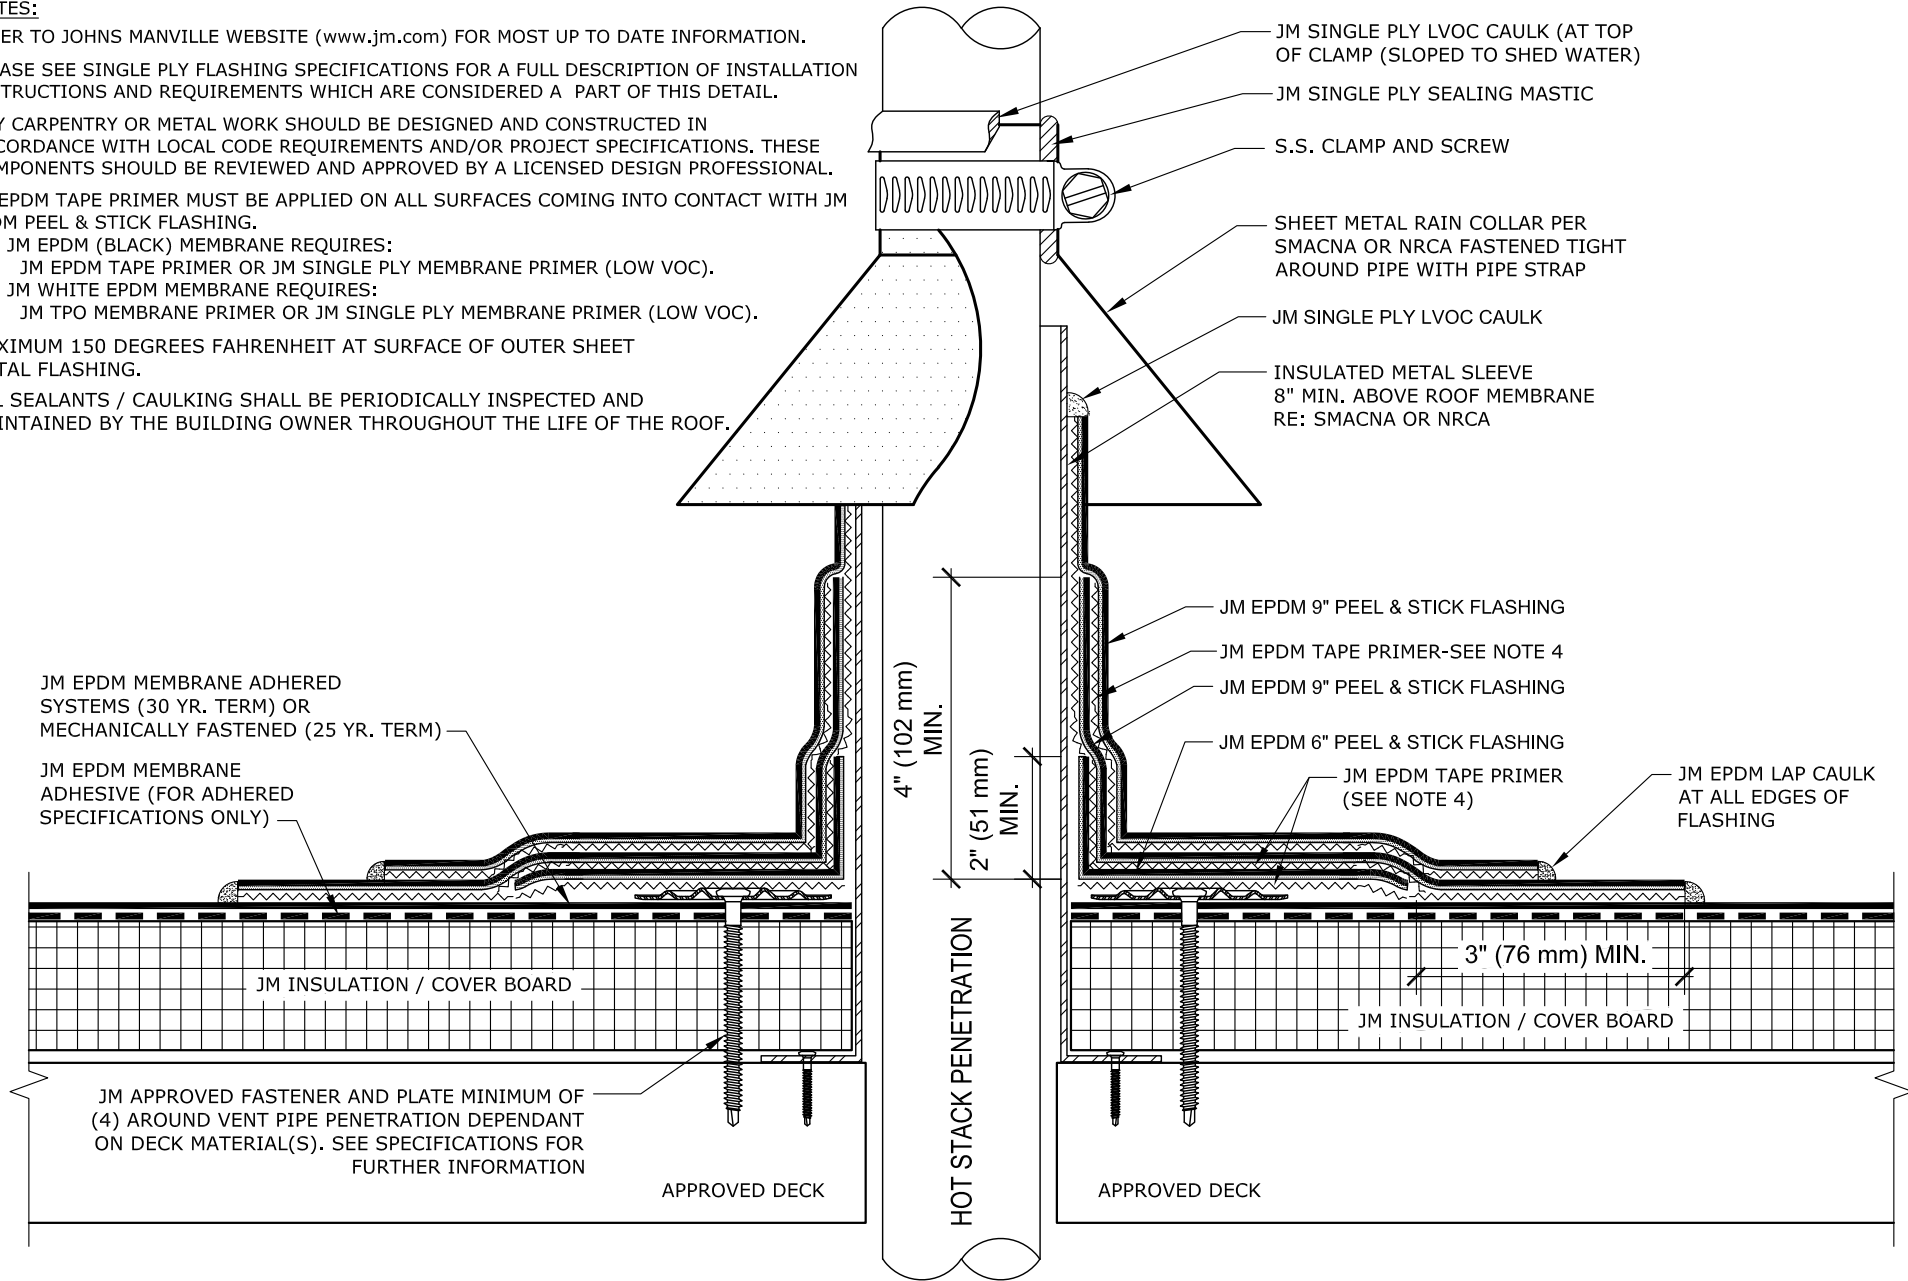 TES:
ER TO JOHNS MANVILLE WEBSITE (www.jm.com) FOR MOST UP TO DATE INFORMATION.
ASE SEE SINGLE PLY FLASHING SPECIFICATIONS FOR A FULL DESCRIPTION OF INSTALLATION
TRUCTIONS AND REQUIREMENTS WHICH ARE CONSIDERED A PART OF THIS DETAIL.
Y CARPENTRY OR METAL WORK SHOULD BE DESIGNED AND CONSTRUCTED IN
CORDANCE WITH LOCAL CODE REQUIREMENTS AND/OR PROJECT SPECIFICATIONS. THESE
MPONENTS SHOULD BE REVIEWED AND APPROVED BY A LICENSED DESIGN PROFESSIONAL.
EPDM TAPE PRIMER MUST BE APPLIED ON ALL SURFACES COMING INTO CONTACT WITH JM
DM PEEL & STICK FLASHING.
JM EPDM (BLACK) MEMBRANE REQUIRES:
JM EPDM TAPE PRIMER OR JM SINGLE PLY MEMBRANE PRIMER (LOW VOC).
JM WHITE EPDM MEMBRANE REQUIRES:
JM TPO MEMBRANE PRIMER OR JM SINGLE PLY MEMBRANE PRIMER (LOW VOC).
XIMUM 150 DEGREES FAHRENHEIT AT SURFACE OF OUTER SHEET
TAL FLASHING.
L SEALANTS / CAULKING SHALL BE PERIODICALLY INSPECTED AND
INTAINED BY THE BUILDING OWNER THROUGHOUT THE LIFE OF THE ROOF.
JM SINGLE PLY LVOC CAULK (AT TOP
OF CLAMP (SLOPED TO SHED WATER)
JM SINGLE PLY SEALING MASTIC
S.S. CLAMP AND SCREW
SHEET METAL RAIN COLLAR PER
SMACNA OR NRCA FASTENED TIGHT
AROUND PIPE WITH PIPE STRAP
JM SINGLE PLY LVOC CAULK
INSULATED METAL SLEEVE
8" MIN. ABOVE ROOF MEMBRANE
RE: SMACNA OR NRCA
JM EPDM 9" PEEL & STICK FLASHING
JM EPDM TAPE PRIMER-SEE NOTE 4
JM EPDM 9" PEEL & STICK FLASHING
JM EPDM 6" PEEL & STICK FLASHING
JM EPDM TAPE PRIMER
(SEE NOTE 4)
JM EPDM LAP CAULK
AT ALL EDGES OF
FLASHING
JM EPDM MEMBRANE ADHERED
SYSTEMS (30 YR. TERM) OR
MECHANICALLY FASTENED (25 YR. TERM)
JM EPDM MEMBRANE
ADHESIVE (FOR ADHERED
SPECIFICATIONS ONLY)
4" (102 mm)
MIN.
2" (51 mm)
MIN.
3" (76 mm) MIN.
JM INSULATION / COVER BOARD
JM INSULATION / COVER BOARD
HOT STACK PENETRATION
JM APPROVED FASTENER AND PLATE MINIMUM OF
(4) AROUND VENT PIPE PENETRATION DEPENDANT
ON DECK MATERIAL(S). SEE SPECIFICATIONS FOR
FURTHER INFORMATION
APPROVED DECK
APPROVED DECK